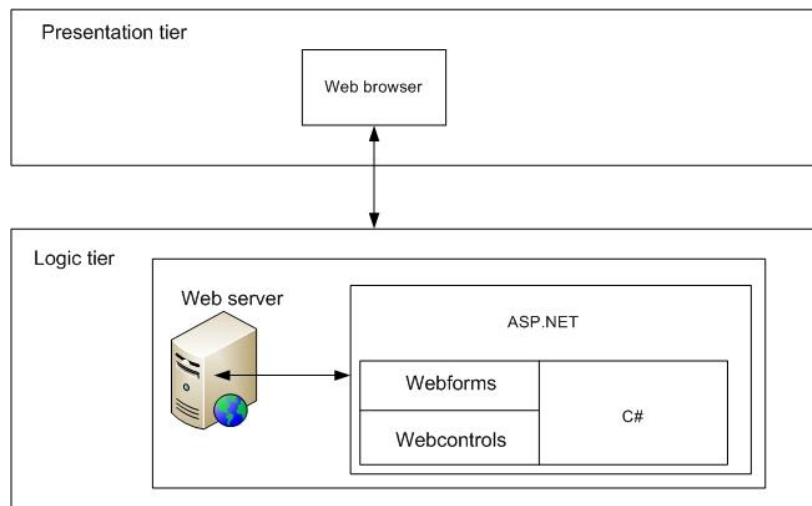 Presentation tier
Web browser
Logic tier
Web server
ASP.NET
Webforms
Webcontrols
C#